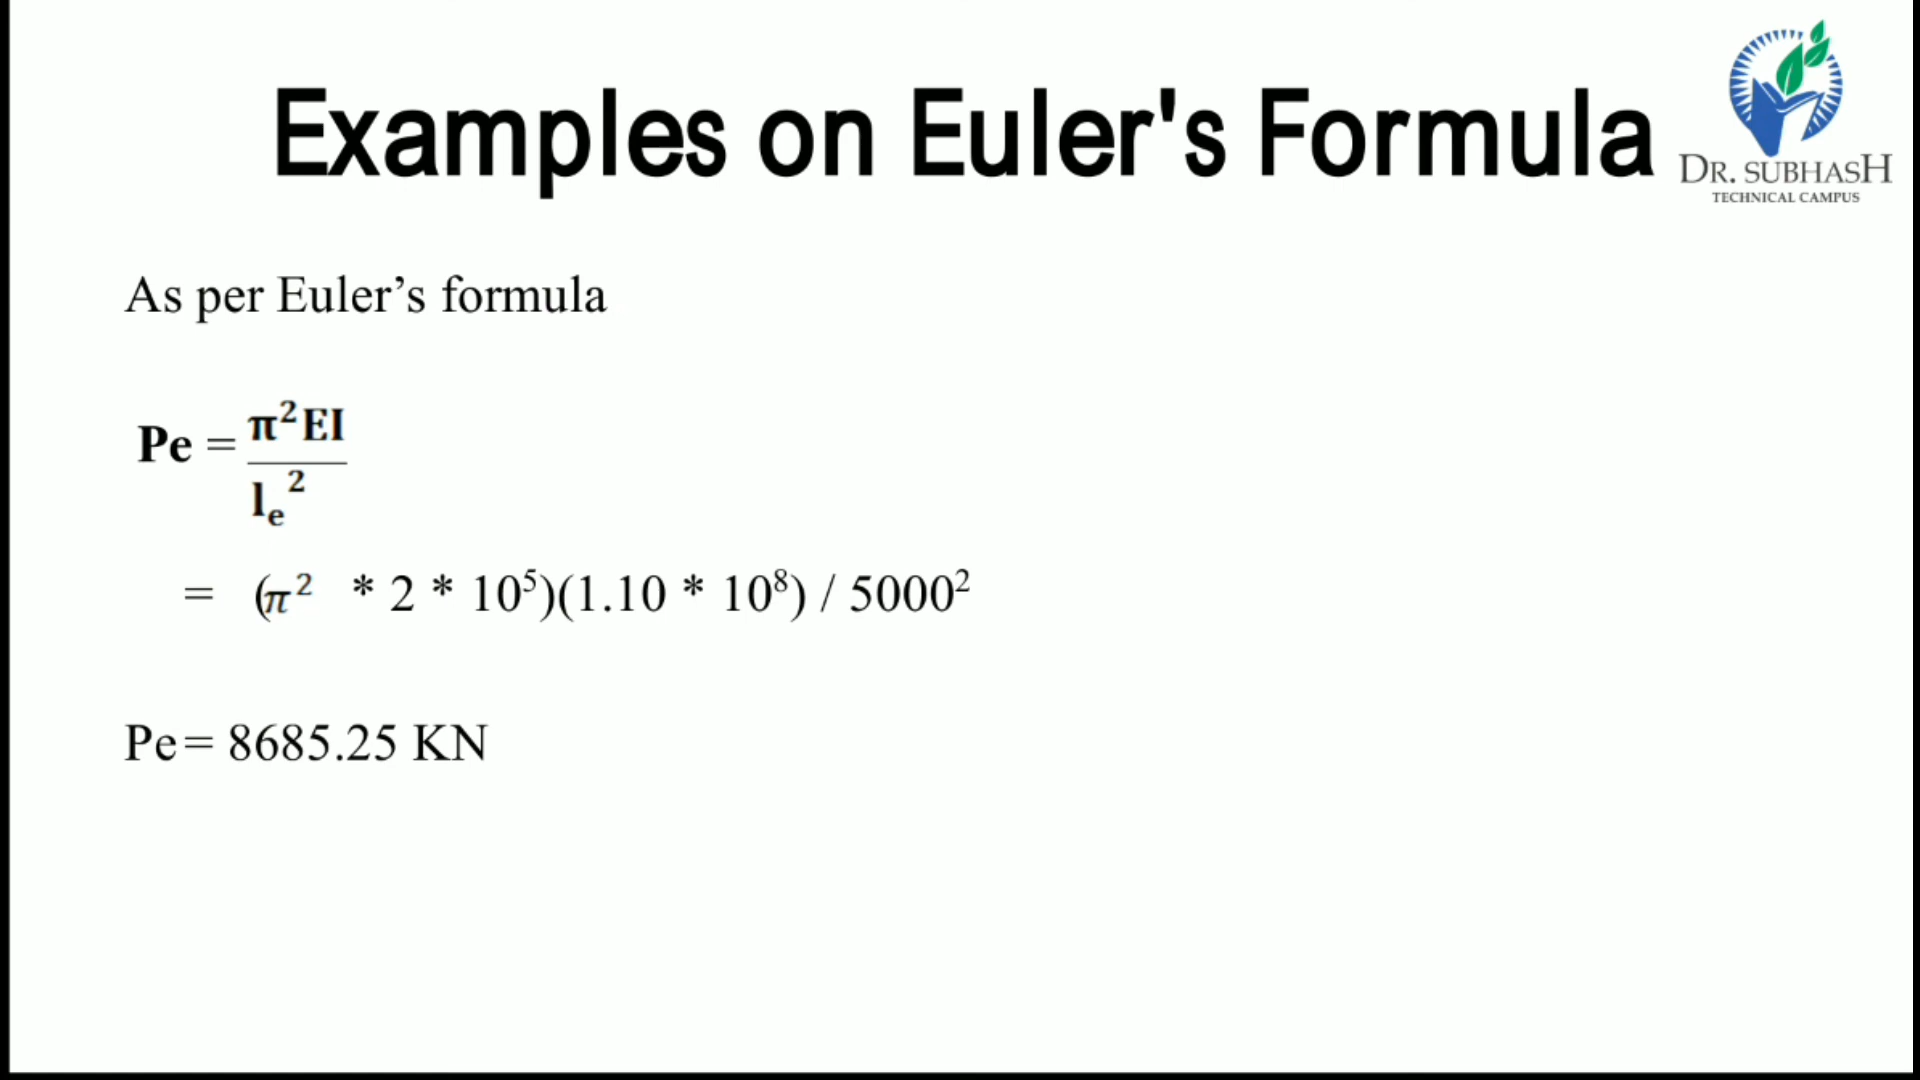 Examples on Euler's Formula
DR. SUBHASH
TECHNICAL CAMPUS
As per Euler’s formula
Pe = π²EI / lₑ²
= (π² * 2 * 10⁵)(1.10 * 10⁸) / 5000²
Pe= 8685.25 KN